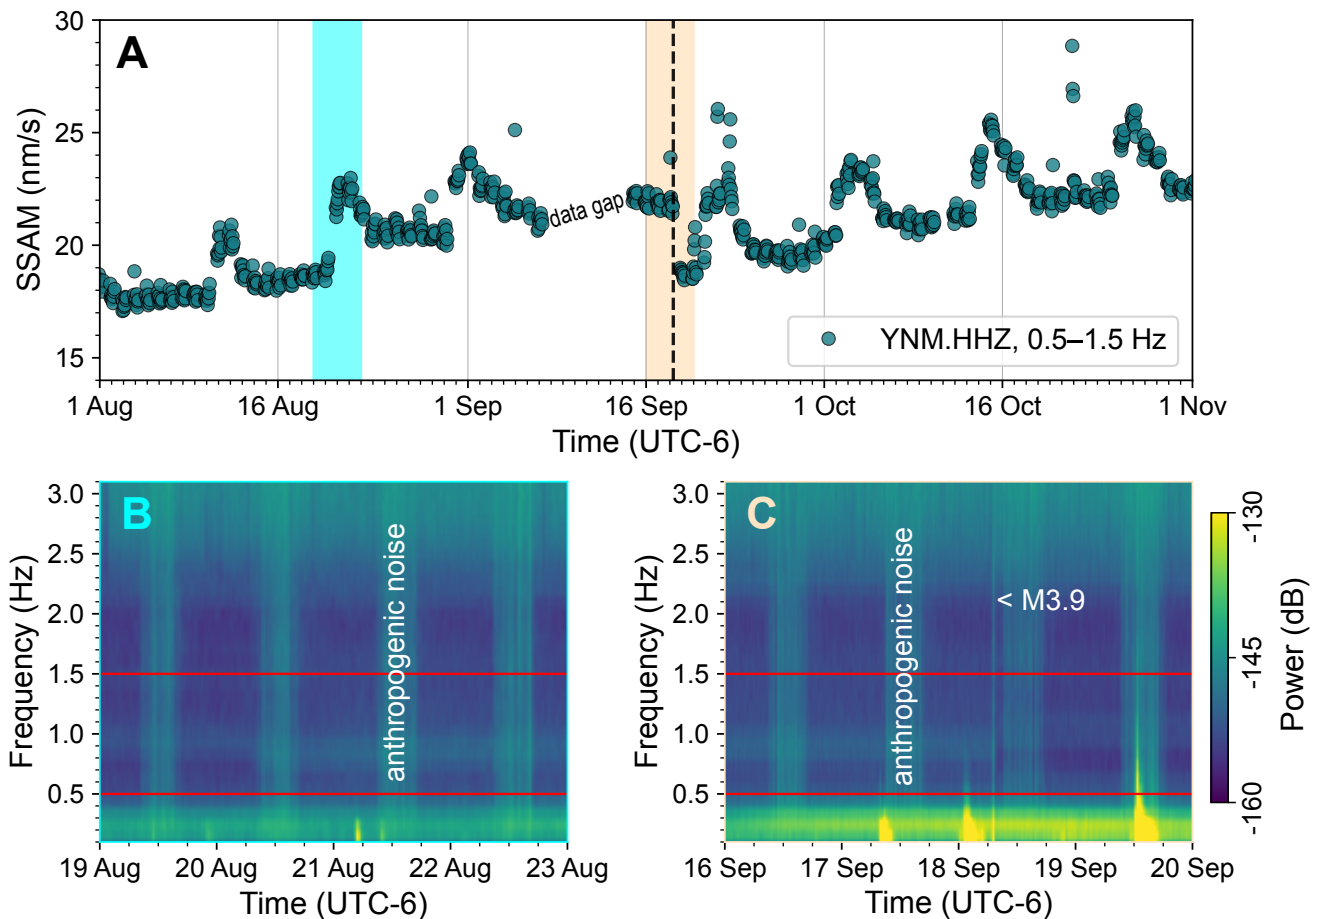 A
SSAM (nm/s)
30
25
20
15
data gap
YNM.HHZ, 0.5–1.5 Hz
1 Aug 16 Aug 1 Sep 16 Sep 1 Oct 16 Oct 1 Nov
Time (UTC-6)
B
Frequency (Hz)
3.0
2.5
2.0
1.5
1.0
0.5
anthropogenic noise
19 Aug 20 Aug 21 Aug 22 Aug 23 Aug
Time (UTC-6)
C
Frequency (Hz)
3.0
2.5
2.0
1.5
1.0
0.5
anthropogenic noise
< M3.9
16 Sep 17 Sep 18 Sep 19 Sep 20 Sep
Time (UTC-6)
-130
-145
-160
Power (dB)